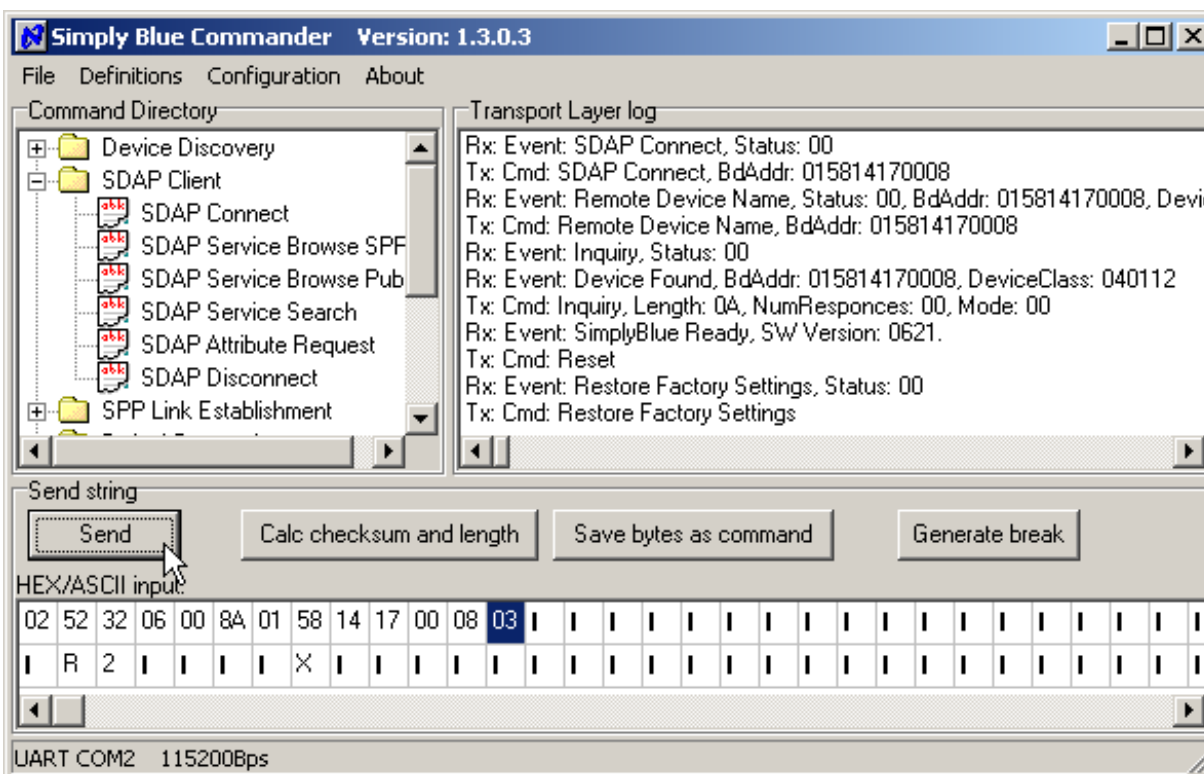 Simply Blue Commander Version: 1.3.0.3
File Definitions Configuration About
Command Directory
Device Discovery
SDAP Client
SDAP Connect
SDAP Service Browse SPP
SDAP Service Browse Pub
SDAP Service Search
SDAP Attribute Request
SDAP Disconnect
SPP Link Establishment
Transport Layer log
Rx: Event: SDAP Connect, Status: 00
Tx: Cmd: SDAP Connect, BdAddr: 015814170008
Rx: Event: Remote Device Name, Status: 00, BdAddr: 015814170008, Devi
Tx: Cmd: Remote Device Name, BdAddr: 015814170008
Rx: Event: Inquiry, Status: 00
Rx: Event: Device Found, BdAddr: 015814170008, DeviceClass: 040112
Tx: Cmd: Inquiry, Length: 0A, NumResponces: 00, Mode: 00
Rx: Event: SimplyBlue Ready, SW Version: 0621.
Tx: Cmd: Reset
Rx: Event: Restore Factory Settings, Status: 00
Tx: Cmd: Restore Factory Settings
Send string
Send Calc checksum and length Save bytes as command Generate break
HEX/ASCII input:
02 52 32 06 00 8A 01 58 14 17 00 08 03
R 2 X
UART COM2 115200Bps